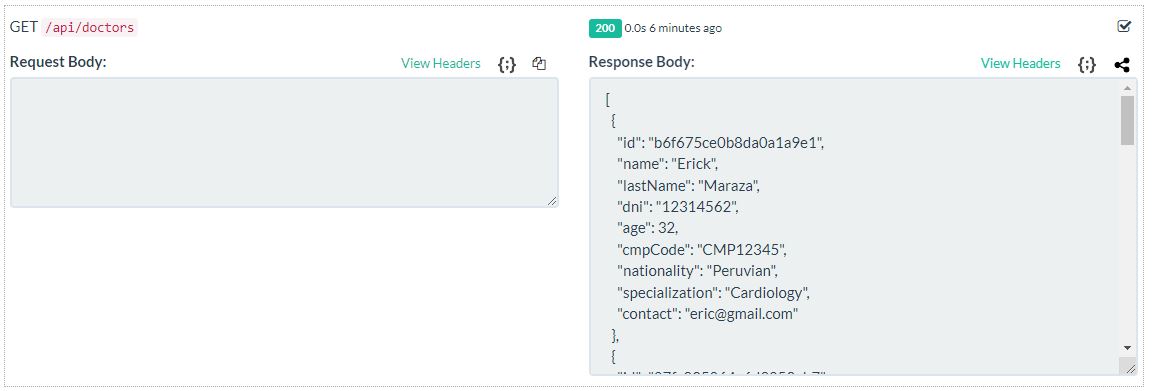 GET /api/doctors
200 0.0s 6 minutes ago
Request Body:
View Headers
{;}
Response Body:
View Headers
{;}
[
{
"id": "b6f675ce0b8da0a1a9e1",
"name": "Erick",
"lastName": "Maraza",
"dni": "12314562",
"age": 32,
"cmpCode": "CMP12345",
"nationality": "Peruvian",
"specialization": "Cardiology",
"contact": "eric@gmail.com"
},
{